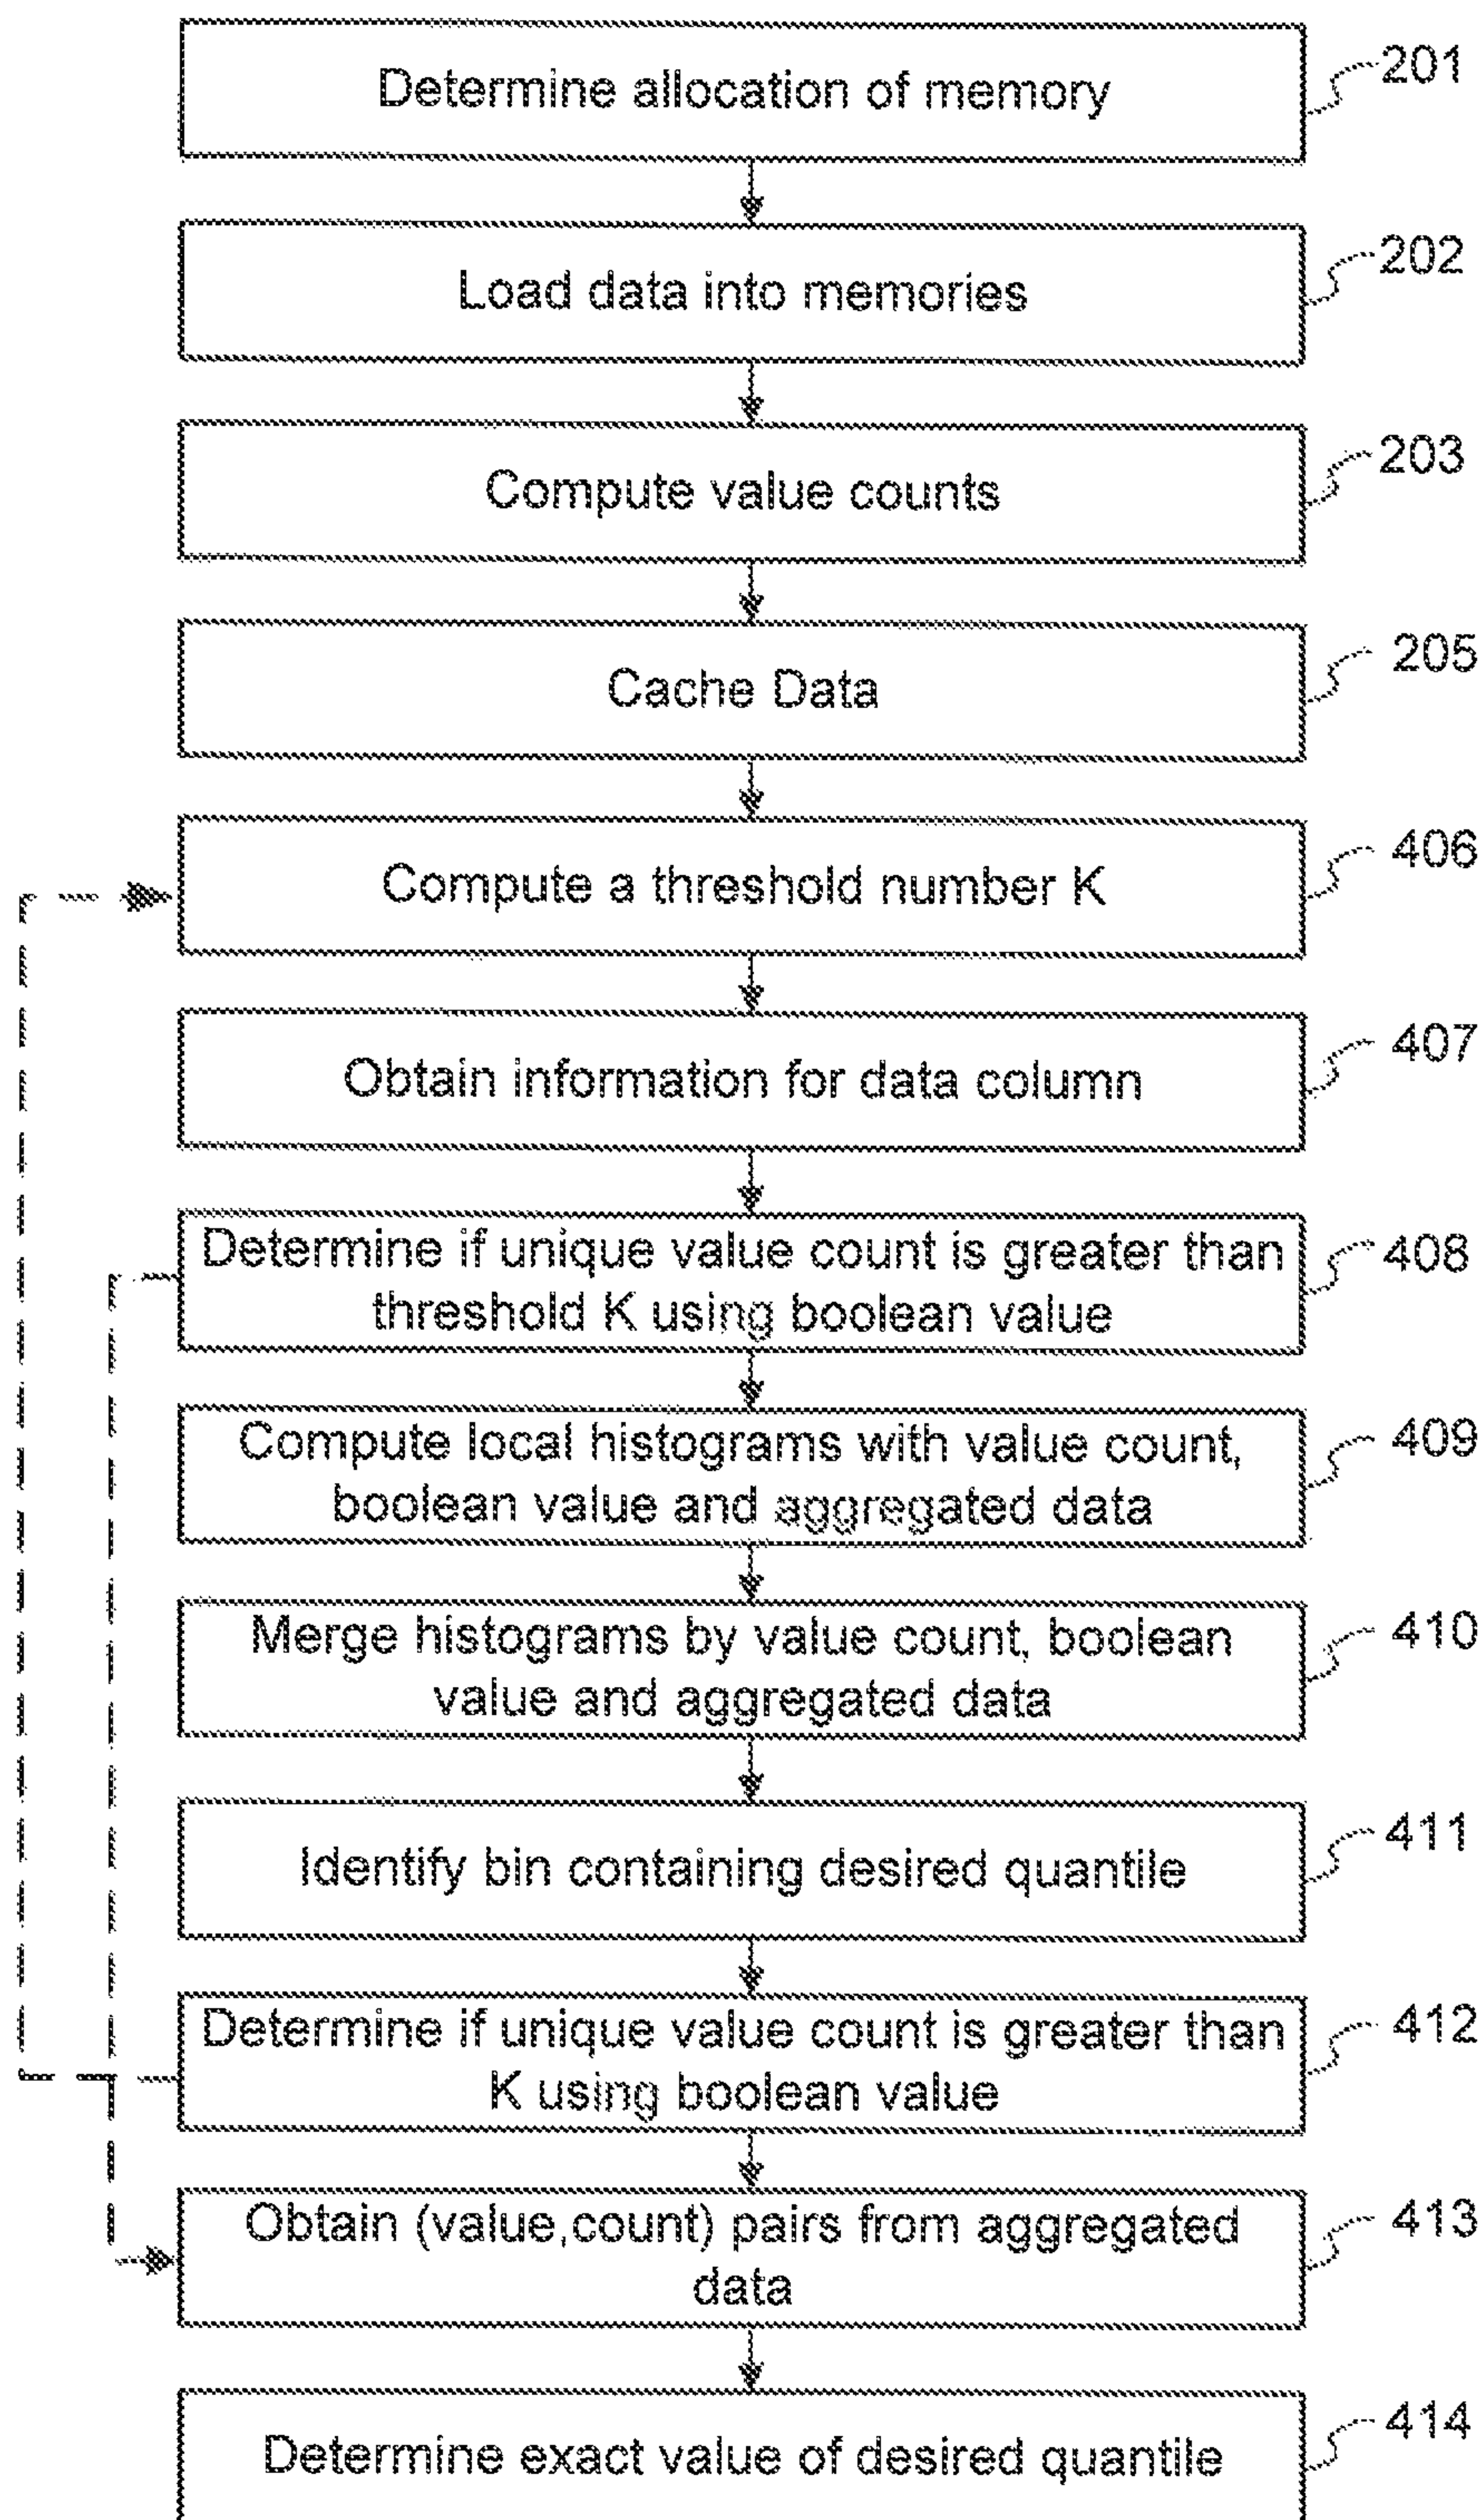 Determine allocation of memory
201
Load data into memories
202
Compute value counts
203
Cache Data
205
Compute a threshold number K
406
Obtain information for data column
407
Determine if unique value count is greater than
threshold K using boolean value
408
Compute local histograms with value count,
boolean value and aggregated data
409
Merge histograms by value count, boolean
value and aggregated data
410
Identify bin containing desired quantile
411
Determine if unique value count is greater than
K using boolean value
412
Obtain (value,count) pairs from aggregated
data
413
Determine exact value of desired quantile
414